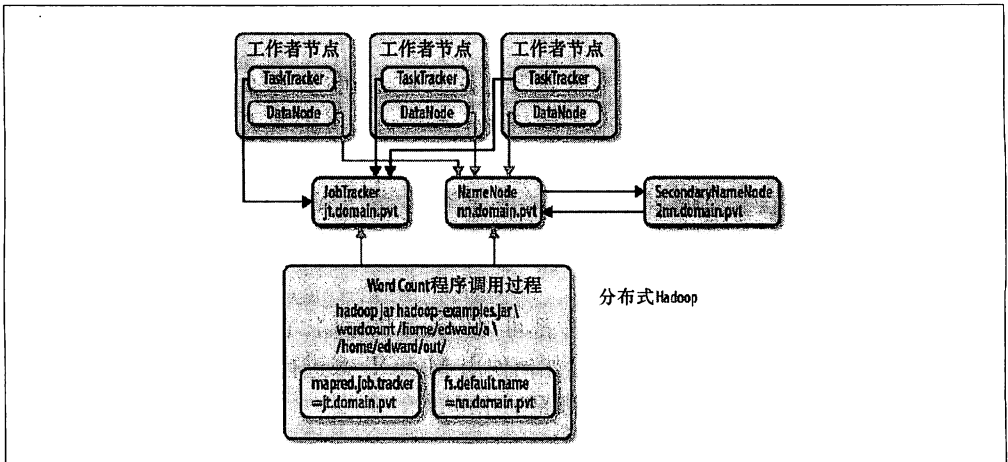 工作者节点
TaskTracker
DataNode
工作者节点
TaskTracker
DataNode
工作者节点
TaskTracker
DataNode
JobTracker
jt.domain.pvt
NameNode
nn.domain.pvt
SecondaryNameNode
2nn.domain.pvt
Word Count程序调用过程
hadoop jar hadoop-examples.jar \
wordcount /home/edward/a \
/home/edward/out/
mapred.job.tracker
=jt.domain.pvt
fs.default.name
=nn.domain.pvt
分布式Hadoop